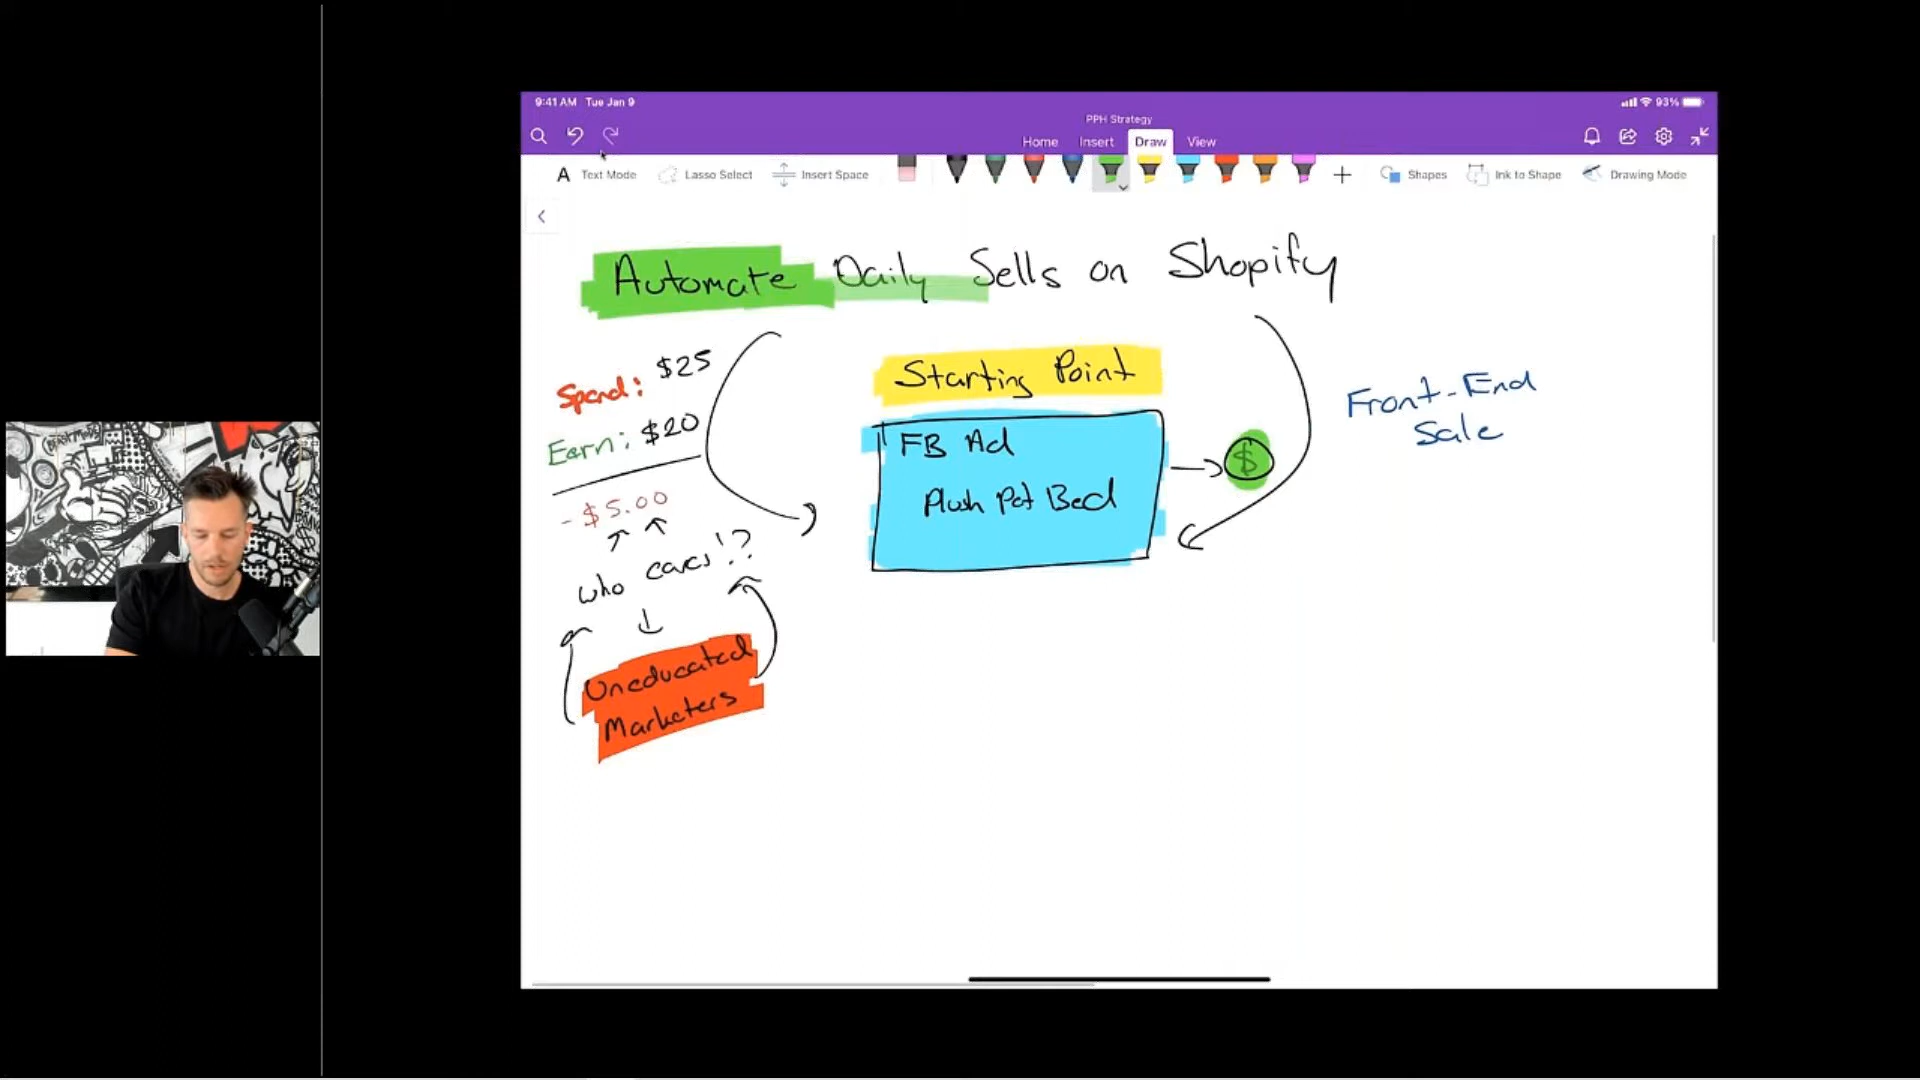 9:41 AM Tue Jan 9
93%
PPH Strategy
Home Insert Draw View
A Text Mode Lasso Select Insert Space Shapes Ink to Shape Drawing Mode
Automate Daily Sells on Shopify
Spend: $25
Earn: $20
- $5.00
who cares!?
Uneducated
Marketers
Starting Point
FB Ad
Plush Pet Bed
$
Front-End
Sale